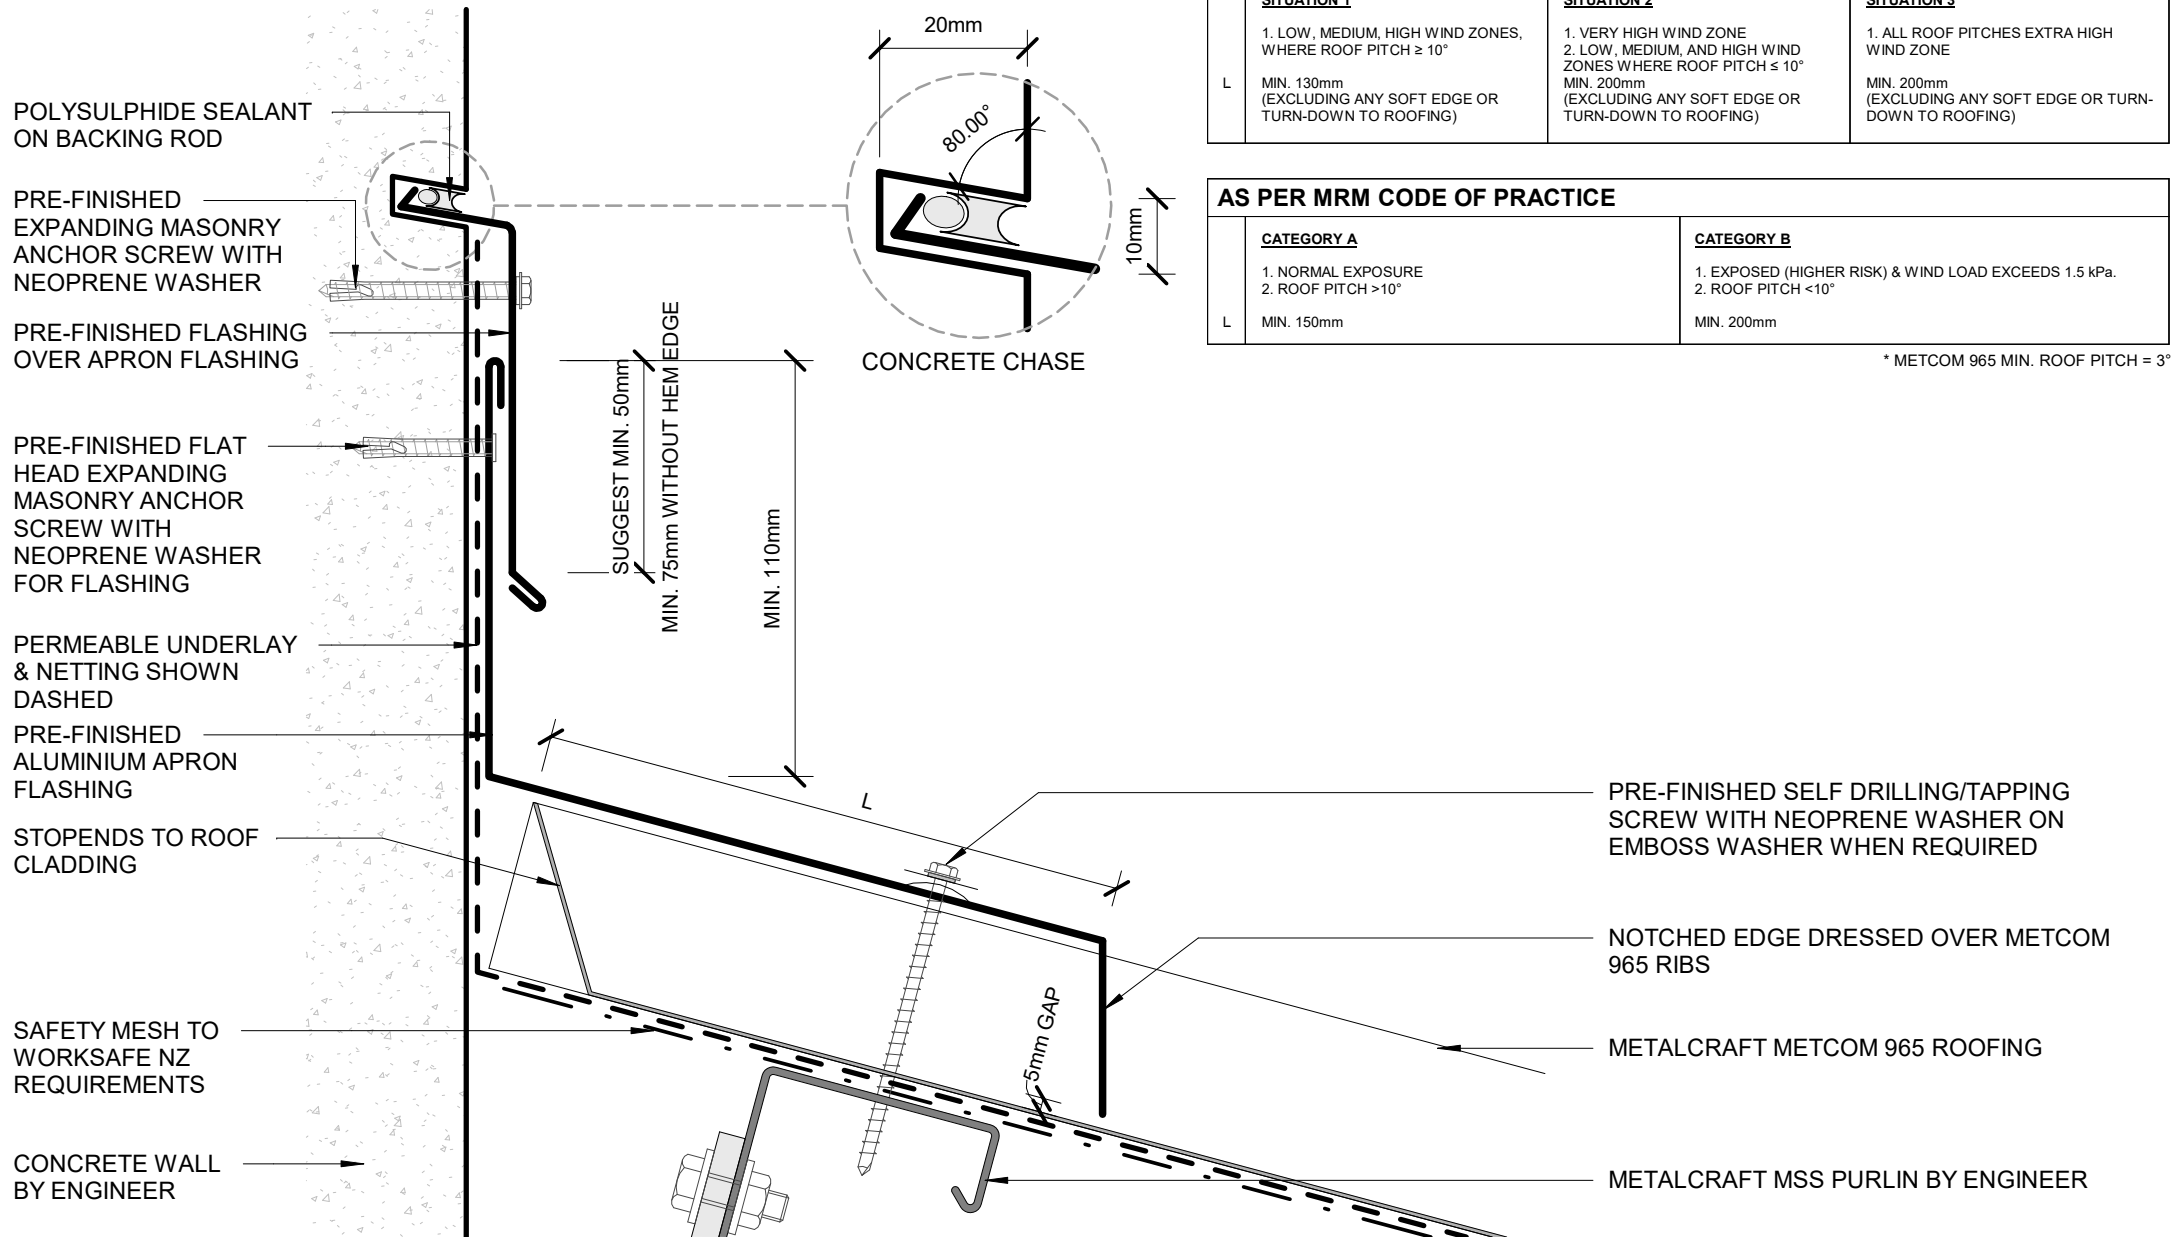 SITUATION 1
1. LOW, MEDIUM, HIGH WIND ZONES,
WHERE ROOF PITCH ≥ 10°
L
MIN. 130mm
(EXCLUDING ANY SOFT EDGE OR
TURN-DOWN TO ROOFING)
SITUATION 2
1. VERY HIGH WIND ZONE
2. LOW, MEDIUM, AND HIGH WIND
ZONES WHERE ROOF PITCH ≤ 10°
MIN. 200mm
(EXCLUDING ANY SOFT EDGE OR
TURN-DOWN TO ROOFING)
SITUATION 3
1. ALL ROOF PITCHES EXTRA HIGH
WIND ZONE
MIN. 200mm
(EXCLUDING ANY SOFT EDGE OR TURN-
DOWN TO ROOFING)
AS PER MRM CODE OF PRACTICE
CATEGORY A
1. NORMAL EXPOSURE
2. ROOF PITCH >10°
L
MIN. 150mm
CATEGORY B
1. EXPOSED (HIGHER RISK) & WIND LOAD EXCEEDS 1.5 kPa.
2. ROOF PITCH <10°
MIN. 200mm
* METCOM 965 MIN. ROOF PITCH = 3°
20mm
80.00°
10mm
CONCRETE CHASE
POLYSULPHIDE SEALANT
ON BACKING ROD
PRE-FINISHED
EXPANDING MASONRY
ANCHOR SCREW WITH
NEOPRENE WASHER
PRE-FINISHED FLASHING
OVER APRON FLASHING
PRE-FINISHED FLAT
HEAD EXPANDING
MASONRY ANCHOR
SCREW WITH
NEOPRENE WASHER
FOR FLASHING
PERMEABLE UNDERLAY
& NETTING SHOWN
DASHED
PRE-FINISHED
ALUMINIUM APRON
FLASHING
STOPENDS TO ROOF
CLADDING
SAFETY MESH TO
WORKSAFE NZ
REQUIREMENTS
CONCRETE WALL
BY ENGINEER
SUGGEST MIN. 50mm
MIN. 75mm WITHOUT HEM EDGE
MIN. 110mm
L
5mm GAP
PRE-FINISHED SELF DRILLING/TAPPING
SCREW WITH NEOPRENE WASHER ON
EMBOSS WASHER WHEN REQUIRED
NOTCHED EDGE DRESSED OVER METCOM
965 RIBS
METALCRAFT METCOM 965 ROOFING
METALCRAFT MSS PURLIN BY ENGINEER